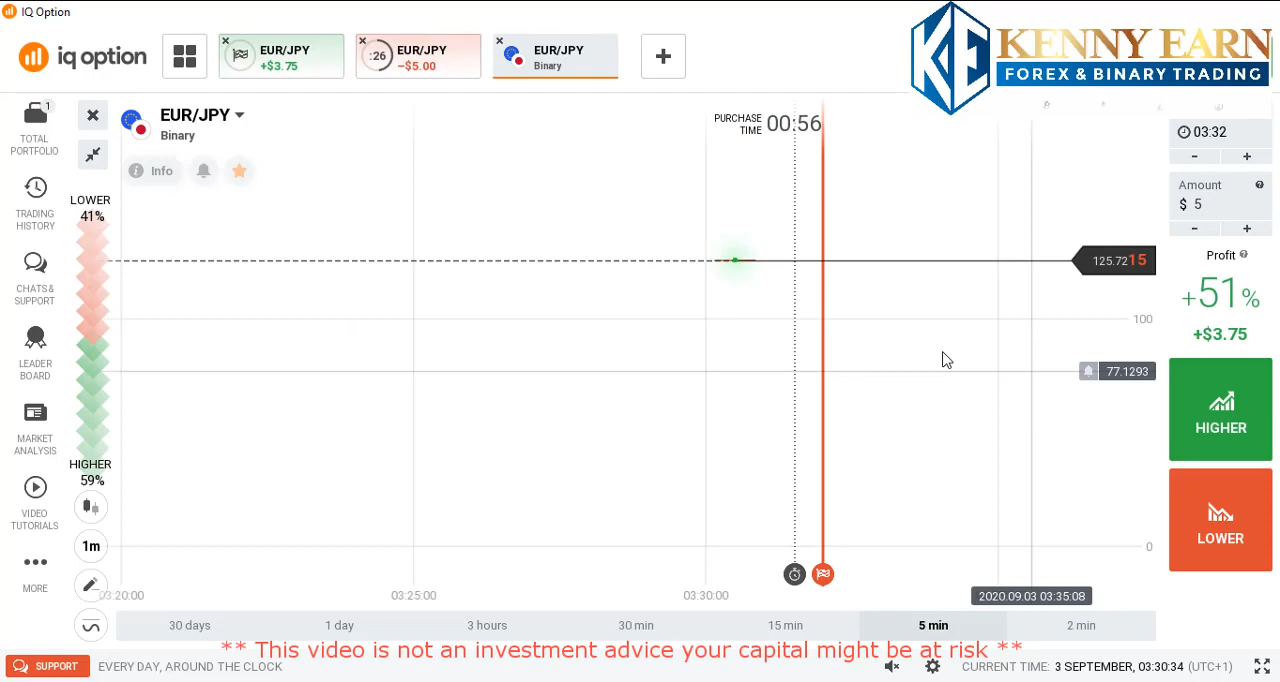 IQ Option
iq option
EUR/JPY
+$3.75
:26
EUR/JPY
−$5.00
EUR/JPY
Binary
KENNY EARN
FOREX & BINARY TRADING
KE
1
TOTAL
PORTFOLIO
TRADING
HISTORY
CHATS &
SUPPORT
LEADER
BOARD
MARKET
ANALYSIS
VIDEO
TUTORIALS
MORE
EUR/JPY
Binary
Info
LOWER
41%
HIGHER
59%
1m
PURCHASE
TIME
00:56
125.7215
100
77.1293
0
03:20:00
03:25:00
03:30:00
2020.09.03 03:35:08
03:32
Amount
$ 5
Profit
+51%
+$3.75
HIGHER
LOWER
30 days
1 day
3 hours
30 min
15 min
5 min
2 min
** This video is not an investment advice your capital might be at risk **
SUPPORT
EVERY DAY, AROUND THE CLOCK
CURRENT TIME: 3 SEPTEMBER, 03:30:34 (UTC+1)